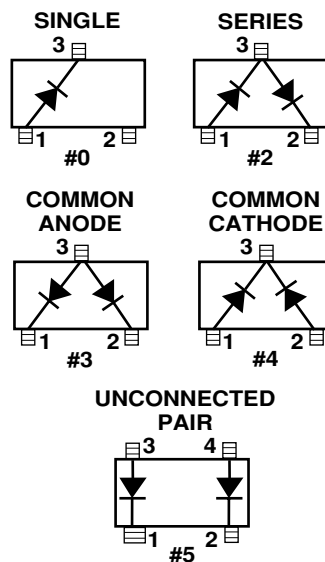 SINGLE
3
1 2
#0
SERIES
3
1 2
#2
COMMON
ANODE
3
1 2
#3
COMMON
CATHODE
3
1 2
#4
UNCONNECTED
PAIR
3 4
1 2
#5